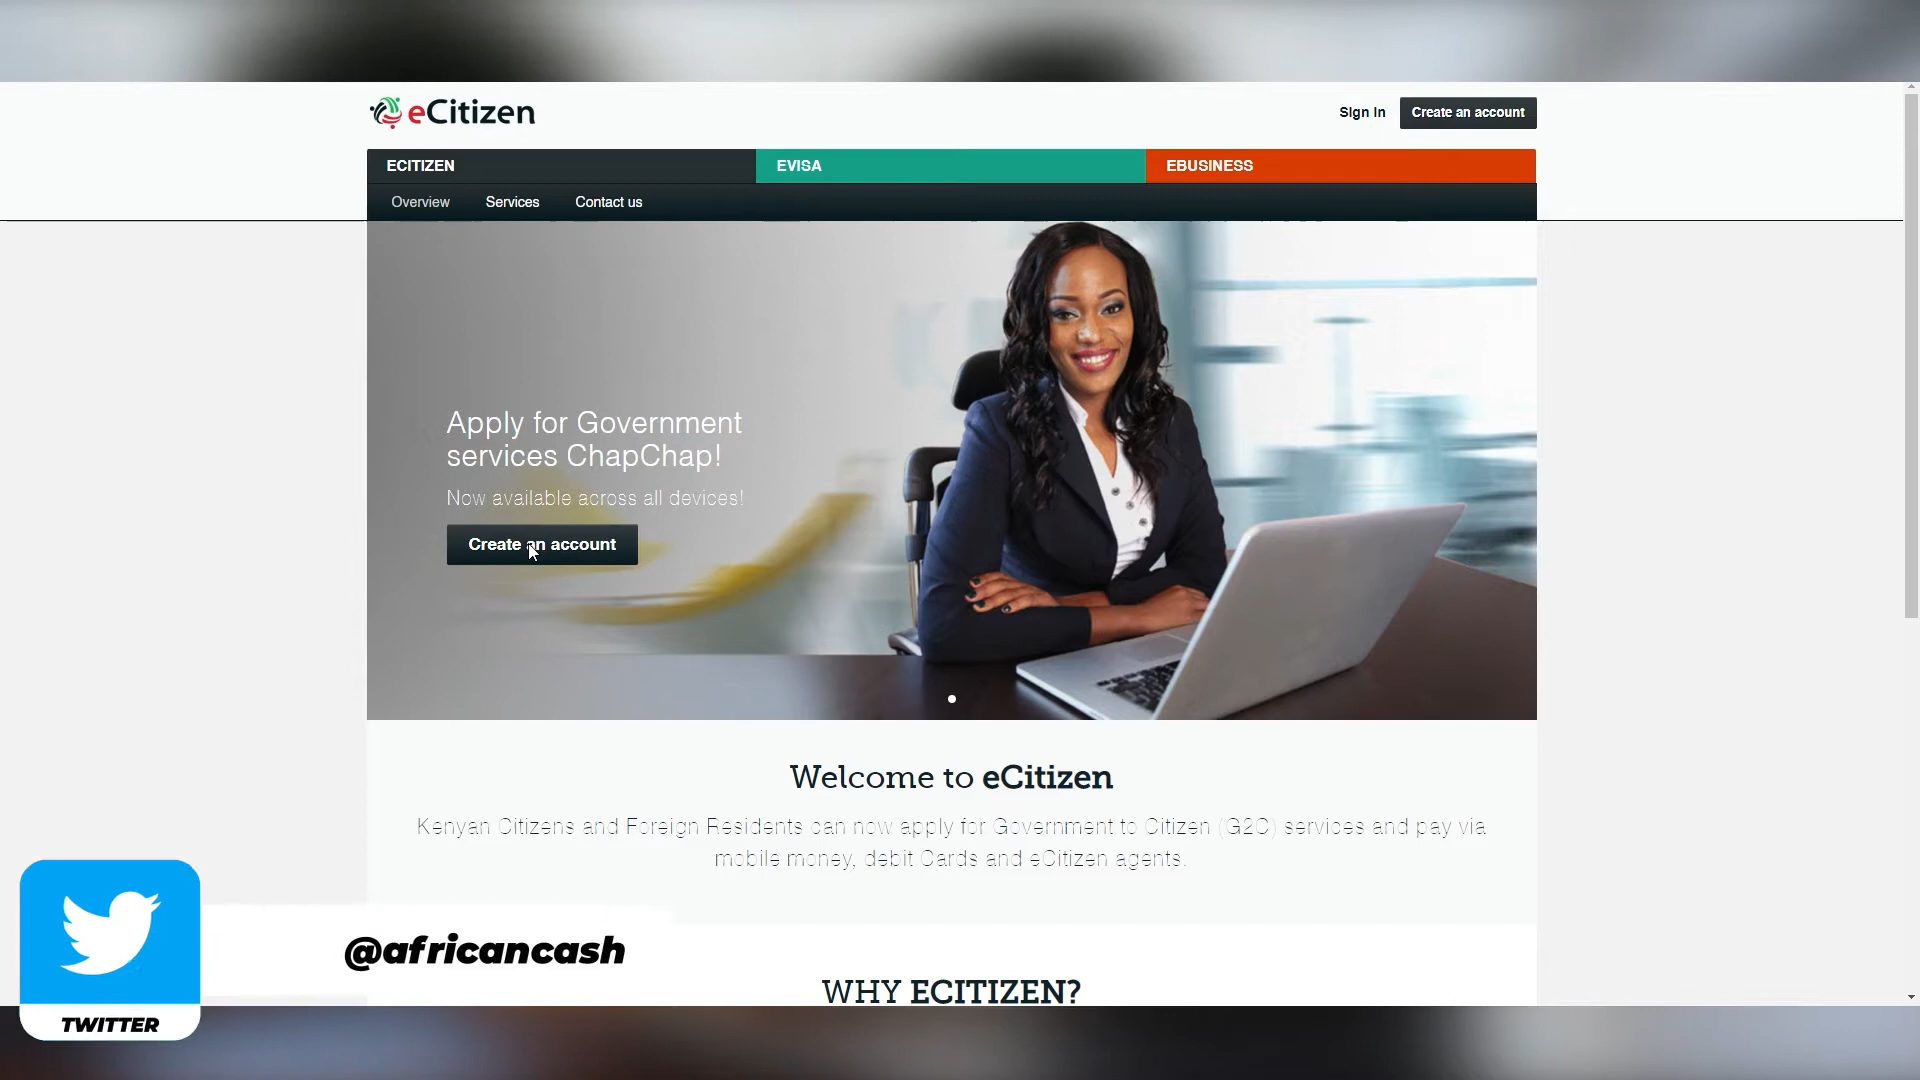 eCitizen
Sign in
Create an account
ECITIZEN
EVISA
EBUSINESS
Overview
Services
Contact us
Apply for Government
services ChapChap!
Now available across all devices!
Create an account
Welcome to eCitizen
Kenyan Citizens and Foreign Residents can now apply for Government to Citizen (G2C) services and pay via
mobile money, debit Cards and eCitizen agents.
WHY ECITIZEN?
@africancash
TWITTER